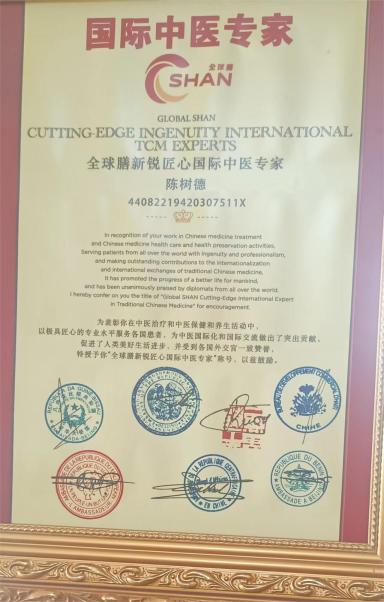 国际中医专家
全球膳
SHAN
GLOBAL SHAN
CUTTING-EDGE INGENUITY INTERNATIONAL
TCM EXPERTS
全球膳新锐匠心国际中医专家
陈树德
44082219420307511X
In recognition of your work in Chinese medicine treatment
and Chinese medicine health care and health preservation activities,
Serving patients from all over the world with ingenuity and professionalism,
and making outstanding contributions to the internationalization
and international exchanges of traditional Chinese medicine,
It has promoted the progress of a better life for mankind,
and has been unanimously praised by diplomats from all over the world.
I hereby confer on you the title of "Global SHAN Cutting-Edge International Expert
in Traditional Chinese Medicine" for encouragement.
为表彰你在中医治疗和中医保健和养生活动中,
以极具匠心的专业水平服务各国患者,为中医国际化和国际交流做出了突出贡献,
促进了人类美好生活进步,并受到各国外交官一致赞誉,
特授予你"全球膳新锐匠心国际中医专家"称号,以兹鼓励。
CHINE
EN CHINE
REPUBLIQUE DU BENIN
AMBASSADE A BEIJING